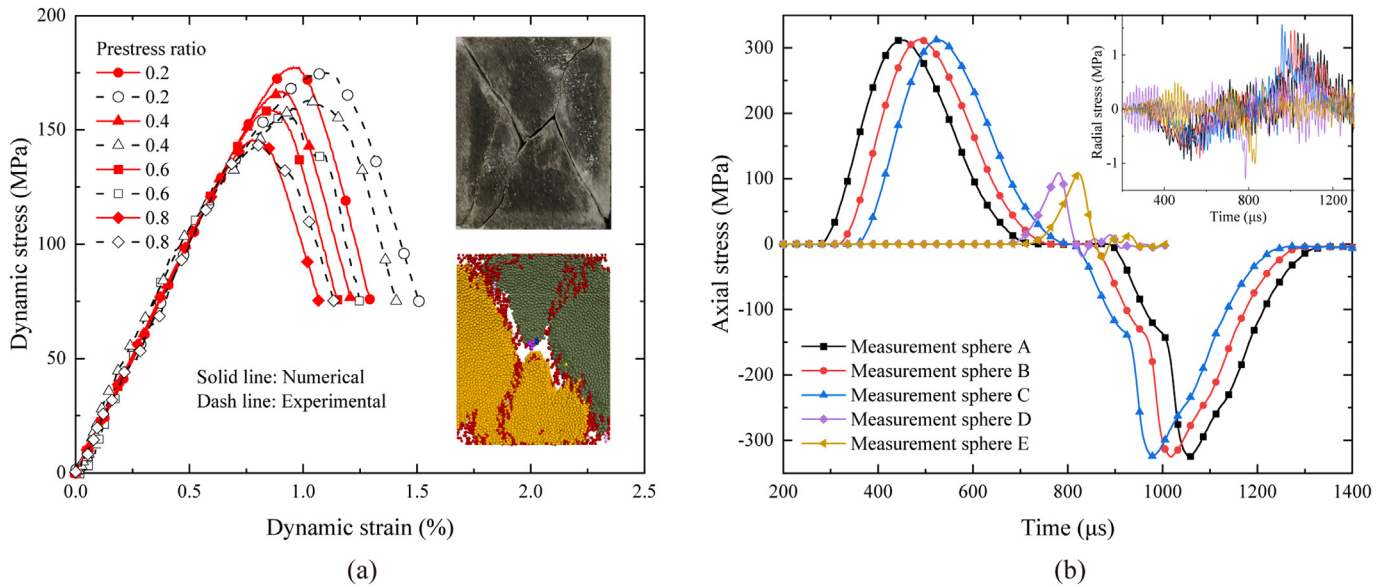 (a)
Dynamic stress (MPa)
200
150
100
50
0
0.0 0.5 1.0 1.5 2.0 2.5
Dynamic strain (%)
Prestress ratio
0.2
0.2
0.4
0.4
0.6
0.6
0.8
0.8
Solid line: Numerical
Dash line: Experimental
(a)
(b)
Axial stress (MPa)
300
200
100
0
-100
-200
-300
200 400 600 800 1000 1200 1400
Time (μs)
Measurement sphere A
Measurement sphere B
Measurement sphere C
Measurement sphere D
Measurement sphere E
Radial stress (MPa)
1
0
-1
400 800 1200
Time (μs)
(b)